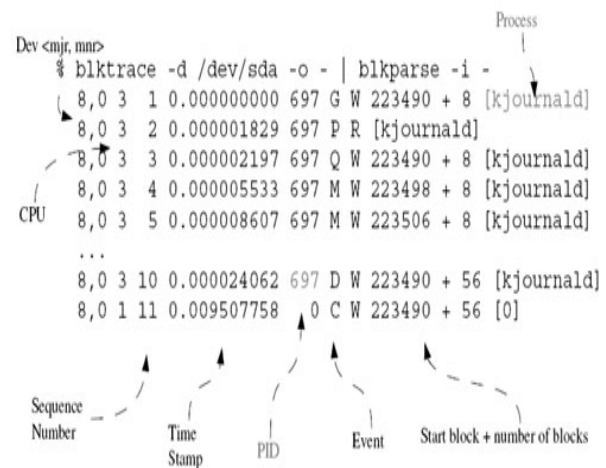 Process
Dev <mjr, mnr>
% blktrace -d /dev/sda -o - | blkparse -i -
8,0 3 1 0.000000000 697 G W 223490 + 8 [kjournald]
8,0 3 2 0.000001829 697 P R [kjournald]
8,0 3 3 0.000002197 697 Q W 223490 + 8 [kjournald]
8,0 3 4 0.000005533 697 M W 223498 + 8 [kjournald]
CPU
8,0 3 5 0.000008607 697 M W 223506 + 8 [kjournald]
...
8,0 3 10 0.000024062 697 D W 223490 + 56 [kjournald]
8,0 1 11 0.009507758 0 C W 223490 + 56 [0]
Sequence
Number
Time
Stamp
PID
Event
Start block + number of blocks